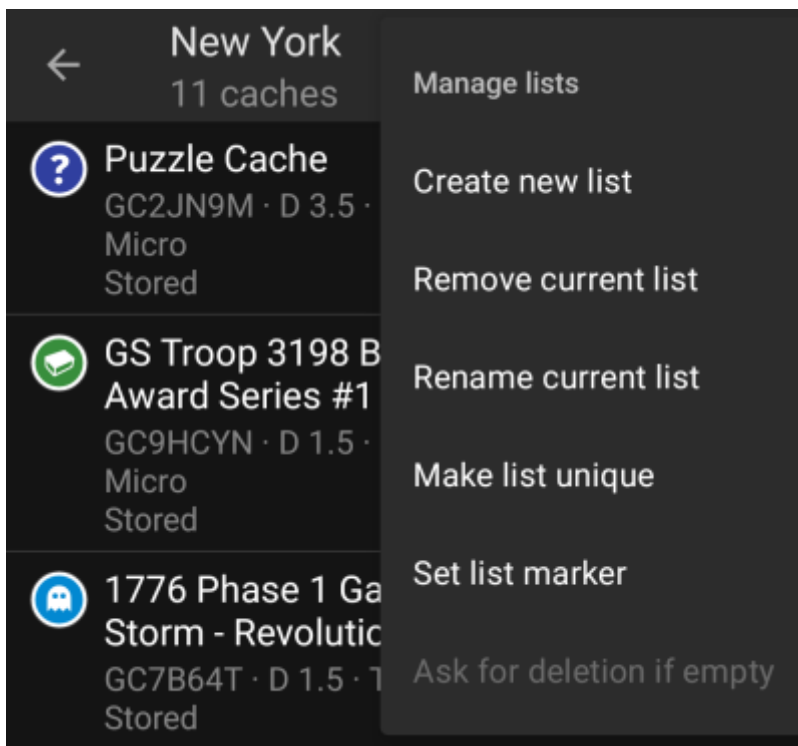 New York
11 caches
Puzzle Cache
GC2JN9M · D 3.5 ·
Micro
Stored
GS Troop 3198 B
Award Series #1
GC9HCYN · D 1.5 ·
Micro
Stored
1776 Phase 1 Ga
Storm - Revolutic
GC7B64T · D 1.5 · T
Stored
Manage lists
Create new list
Remove current list
Rename current list
Make list unique
Set list marker
Ask for deletion if empty